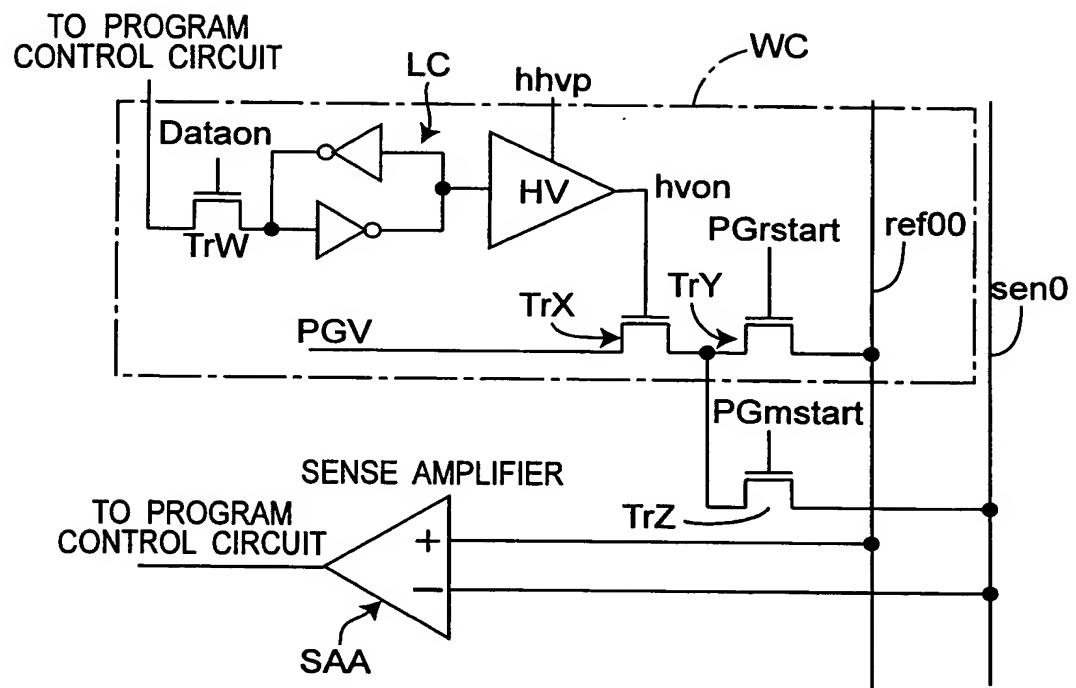 TO PROGRAM
CONTROL CIRCUIT
WC
LC
hhvp
Dataon
HV
hvon
TrW
PGrstart
ref00
TrX
TrY
sen0
PGV
PGmstart
SENSE AMPLIFIER
TO PROGRAM
CONTROL CIRCUIT
TrZ
+
−
SAA